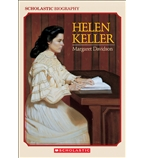 SCHOLASTIC BIOGRAPHY
HELEN
KELLER
Margaret Davidson
SCHOLASTIC